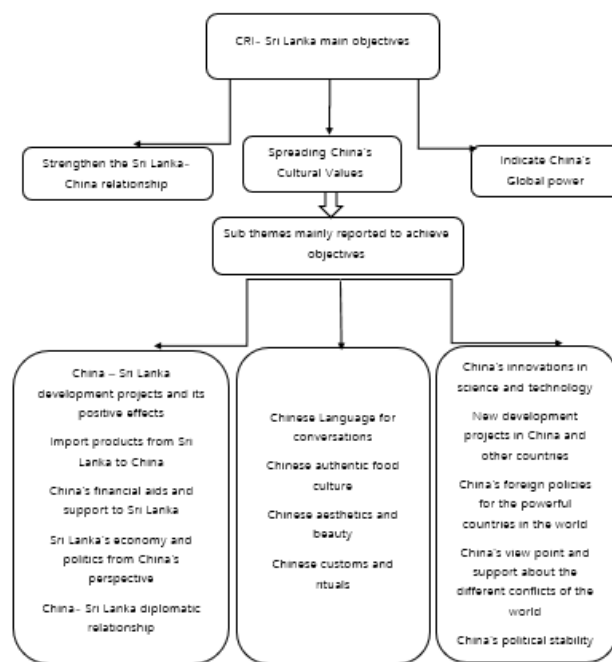 CRI- Sri Lanka main objectives
Strengthen the Sri Lanka-
China relationship
Spreading China's
Cultural Values
Indicate China's
Global power
Sub themes mainly reported to achieve
objectives
China – Sri Lanka
development projects and its
positive effects
Import products from Sri
Lanka to China
China's financial aids and
support to Sri Lanka
Sri Lanka's economy and
politics from China's
perspective
China- Sri Lanka diplomatic
relationship
Chinese Language for
conversations
Chinese authentic food
culture
Chinese aesthetics and
beauty
Chinese customs and
rituals
China's innovations in
science and technology
New development
projects in China and
other countries
China's foreign policies
for the powerful
countries in the world
China's view point and
support about the
different conflicts of the
world
China's political stability